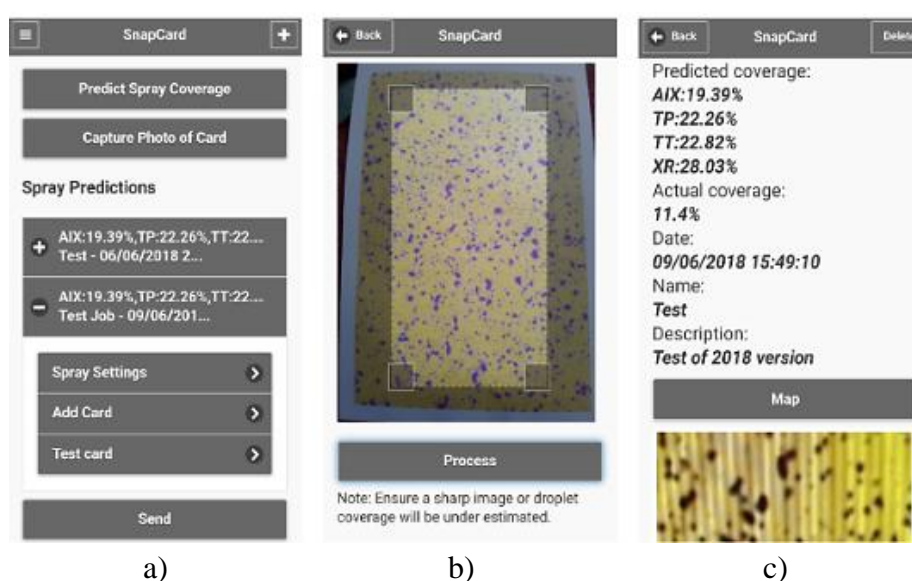 SnapCard
Predict Spray Coverage
Capture Photo of Card
Spray Predictions
AIX:19.39%,TP:22.26%,TT:22....
Test - 06/06/2018 2...
AIX:19.39%,TP:22.26%,TT:22....
Test Job - 09/06/201...
Spray Settings
Add Card
Test card
Send
a)
Back SnapCard
Process
Note: Ensure a sharp image or droplet
coverage will be under estimated.
b)
Back SnapCard Delete
Predicted coverage:
AIX:19.39%
TP:22.26%
TT:22.82%
XR:28.03%
Actual coverage:
11.4%
Date:
09/06/2018 15:49:10
Name:
Test
Description:
Test of 2018 version
Map
c)